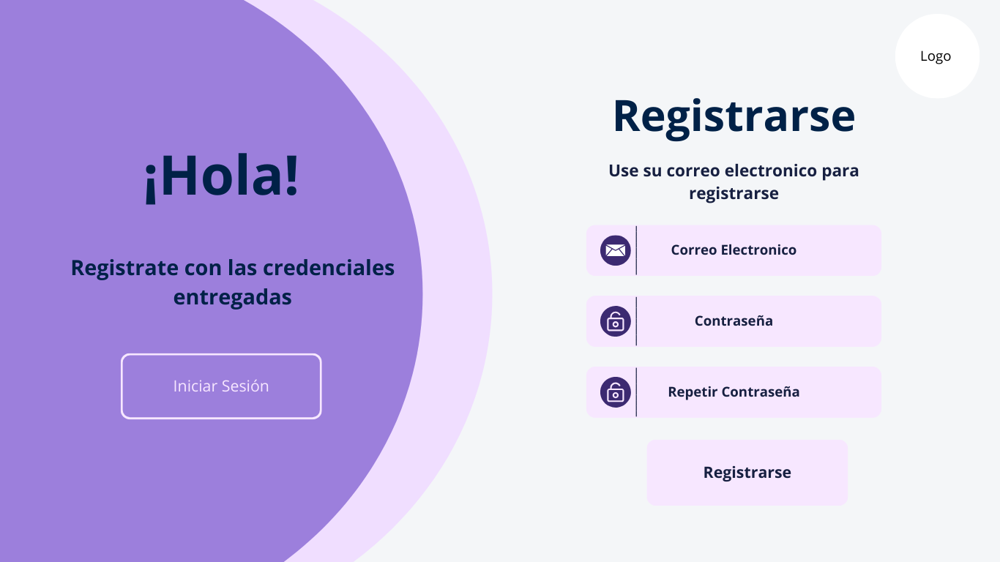 ¡Hola!
Registrate con las credenciales
entregadas
Iniciar Sesión
Logo
Registrarse
Use su correo electronico para
registrarse
Correo Electronico
Contraseña
Repetir Contraseña
Registrarse